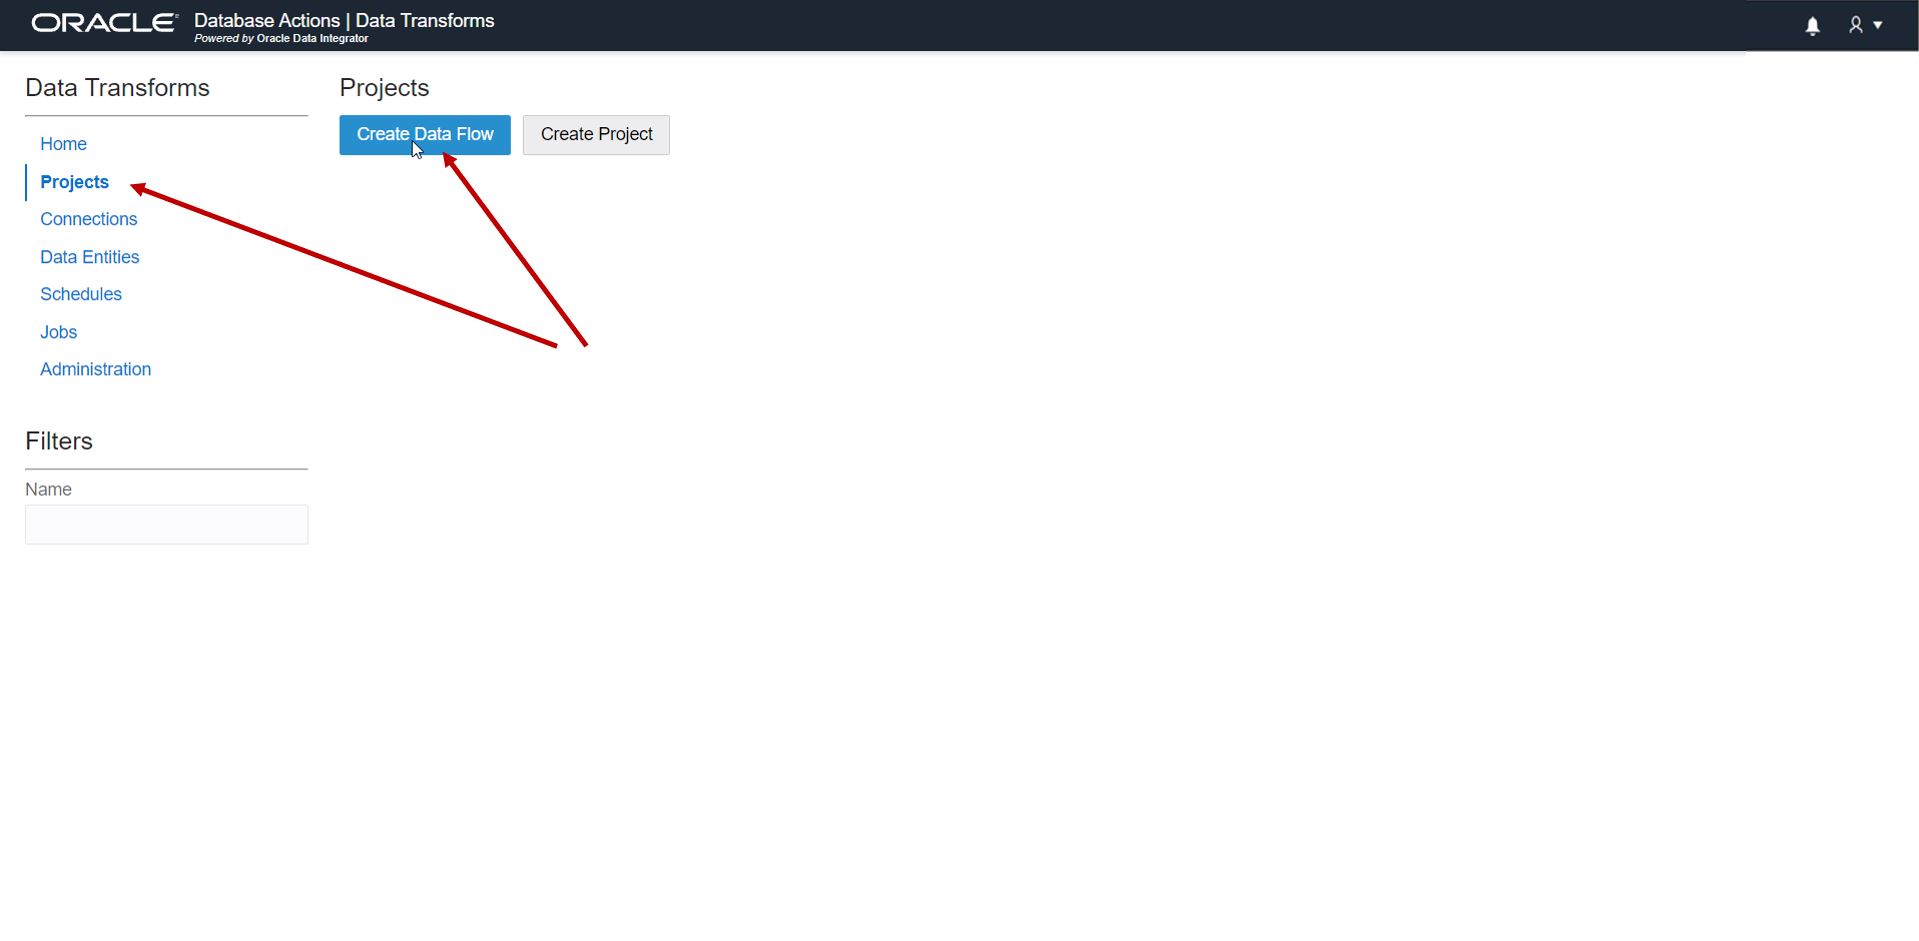 ORACLE Database Actions | Data Transforms
Powered by Oracle Data Integrator
Data Transforms
Home
Projects
Connections
Data Entities
Schedules
Jobs
Administration
Filters
Name
Projects
Create Data Flow
Create Project